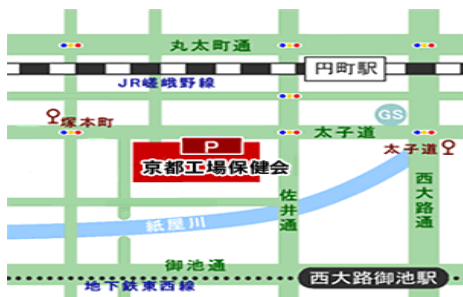 丸太町通
円町駅
JR嵯峨野線
GS
塚本町
太子道
太子道
P
京都工場保健会
佐井通
西大路通
紙屋川
御池通
西大路御池駅
地下鉄東西線